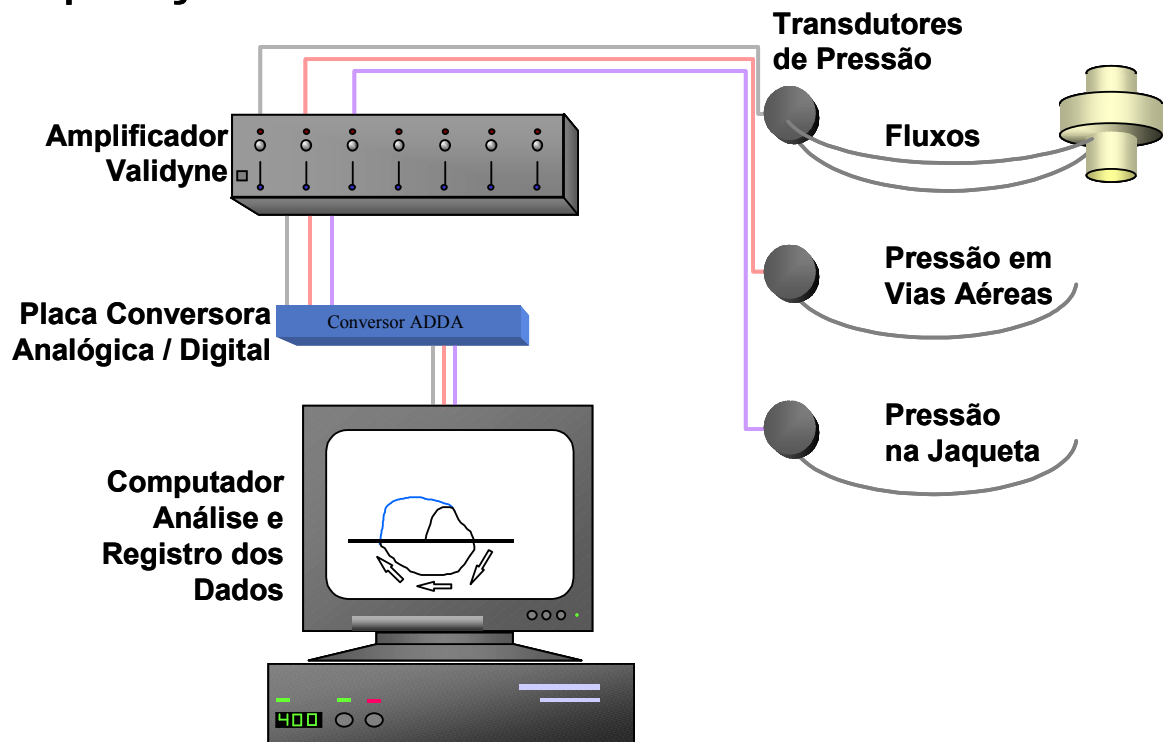 Transdutores
de Pressão
Amplificador
Validyne
Fluxos
Pressão em
Vias Aéreas
Placa Conversora
Analógica / Digital
Conversor ADDA
Pressão
na Jaqueta
Computador
Análise e
Registro dos
Dados
400